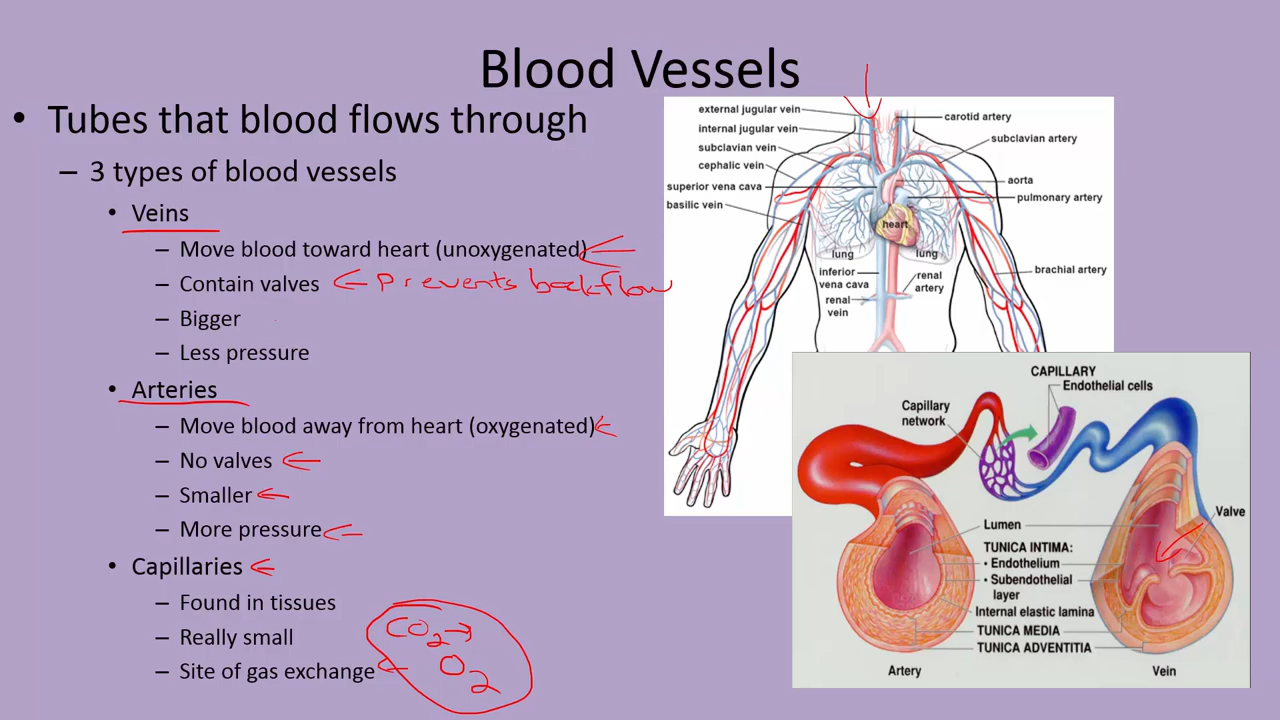 Blood Vessels
• Tubes that blood flows through
– 3 types of blood vessels
• Veins
– Move blood toward heart (unoxygenated)
– Contain valves ← Prevents backflow
– Bigger
– Less pressure
• Arteries
– Move blood away from heart (oxygenated)
– No valves
– Smaller
– More pressure
• Capillaries
– Found in tissues
– Really small
– Site of gas exchange
CO2 →
O2
external jugular vein
internal jugular vein
subclavian vein
cephalic vein
superior vena cava
basilic vein
carotid artery
subclavian artery
aorta
pulmonary artery
heart
lung
lung
inferior
vena cava
renal
artery
renal
vein
brachial artery
CAPILLARY
Endothelial cells
Capillary
network
Valve
Lumen
TUNICA INTIMA:
• Endothelium
• Subendothelial
layer
Internal elastic lamina
TUNICA MEDIA
TUNICA ADVENTITIA
Artery
Vein